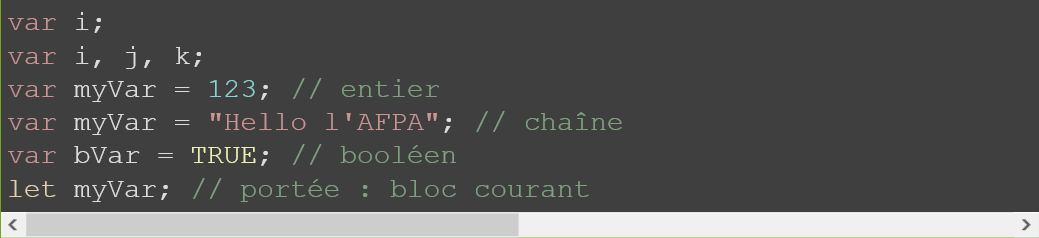 var i;
var i, j, k;
var myVar = 123; // entier
var myVar = "Hello l'AFPA"; // chaîne
var bVar = TRUE; // booléen
let myVar; // portée : bloc courant